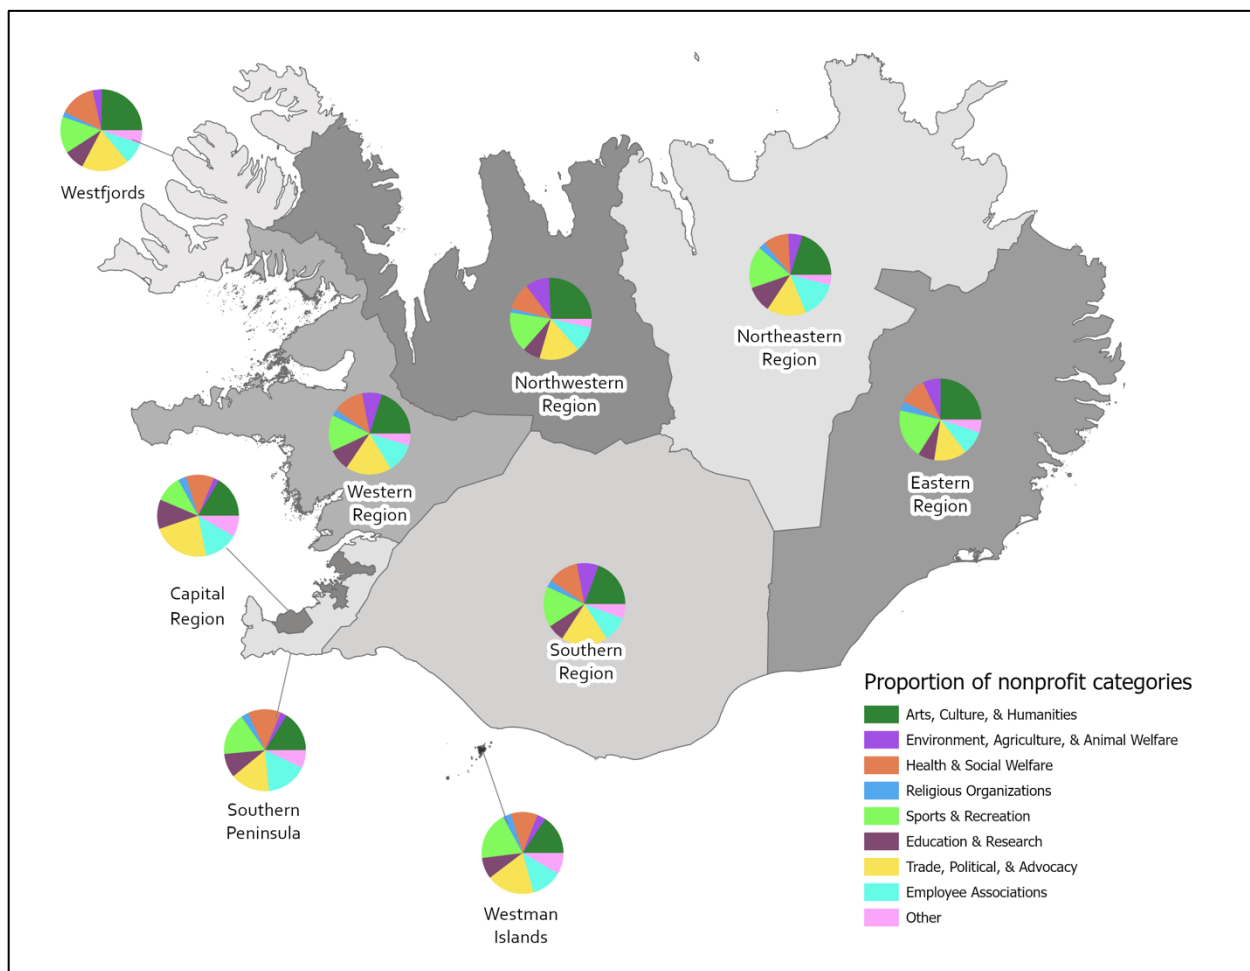 Westfjords
Northwestern
Region
Northeastern
Region
Western
Region
Eastern
Region
Capital
Region
Southern
Region
Southern
Peninsula
Westman
Islands
Proportion of nonprofit categories
Arts, Culture, & Humanities
Environment, Agriculture, & Animal Welfare
Health & Social Welfare
Religious Organizations
Sports & Recreation
Education & Research
Trade, Political, & Advocacy
Employee Associations
Other